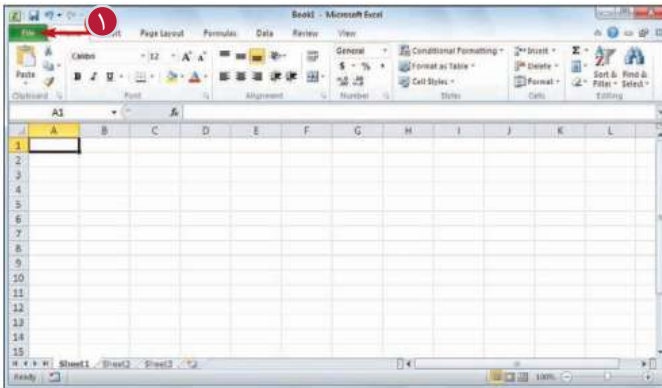 Book1 - Microsoft Excel
File Page Layout Formulas Data Review View
١
Paste
Calibri 12 A A
B I U A
General
$ % ,
Conditional Formatting
Format as Table
Cell Styles
Insert
Delete
Format
Σ
Sort & Filter
Find & Select
Clipboard Font Alignment Number Styles Cells Editing
A1 fx
A B C D E F G H I J K L
1
2
3
4
5
6
7
8
9
10
11
12
13
14
15
Sheet1 Sheet2 Sheet3
Ready 100%